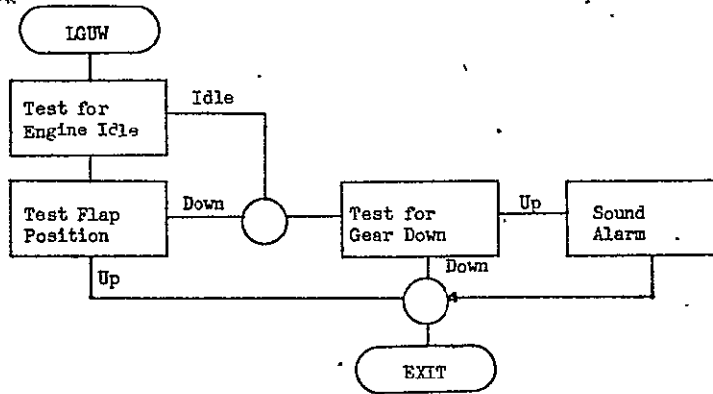 LGUW
Idle
Test for
Engine Idle
Test Flap
Position
Down
Test for
Gear Down
Up
Sound
Alarm
Up
Down
EXIT